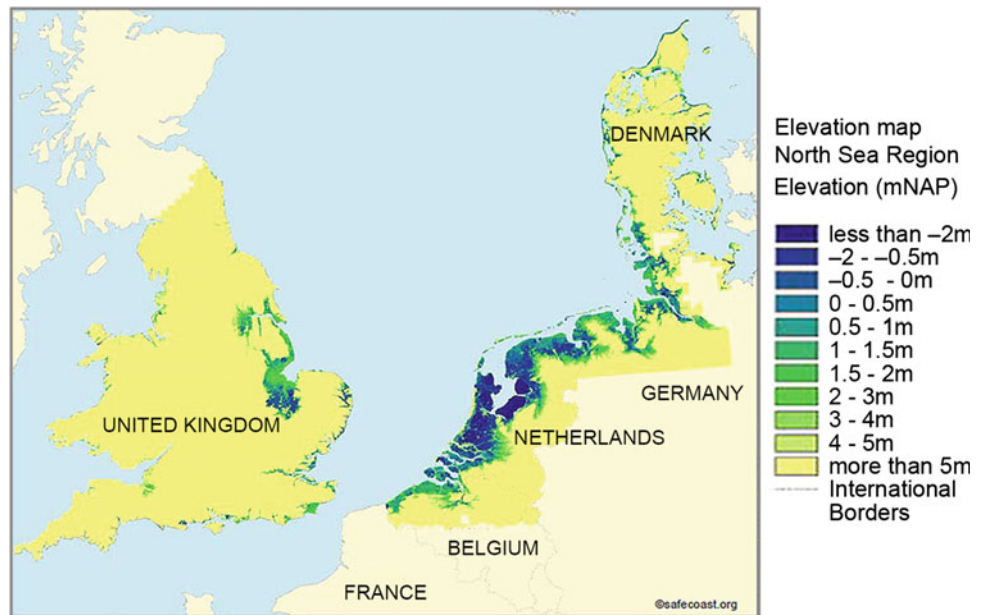 DENMARK
UNITED KINGDOM
GERMANY
NETHERLANDS
BELGIUM
FRANCE
©safecoast.org
Elevation map
North Sea Region
Elevation (mNAP)
less than –2m
–2 - –0.5m
–0.5 - 0m
0 - 0.5m
0.5 - 1m
1 - 1.5m
1.5 - 2m
2 - 3m
3 - 4m
4 - 5m
more than 5m
International
Borders